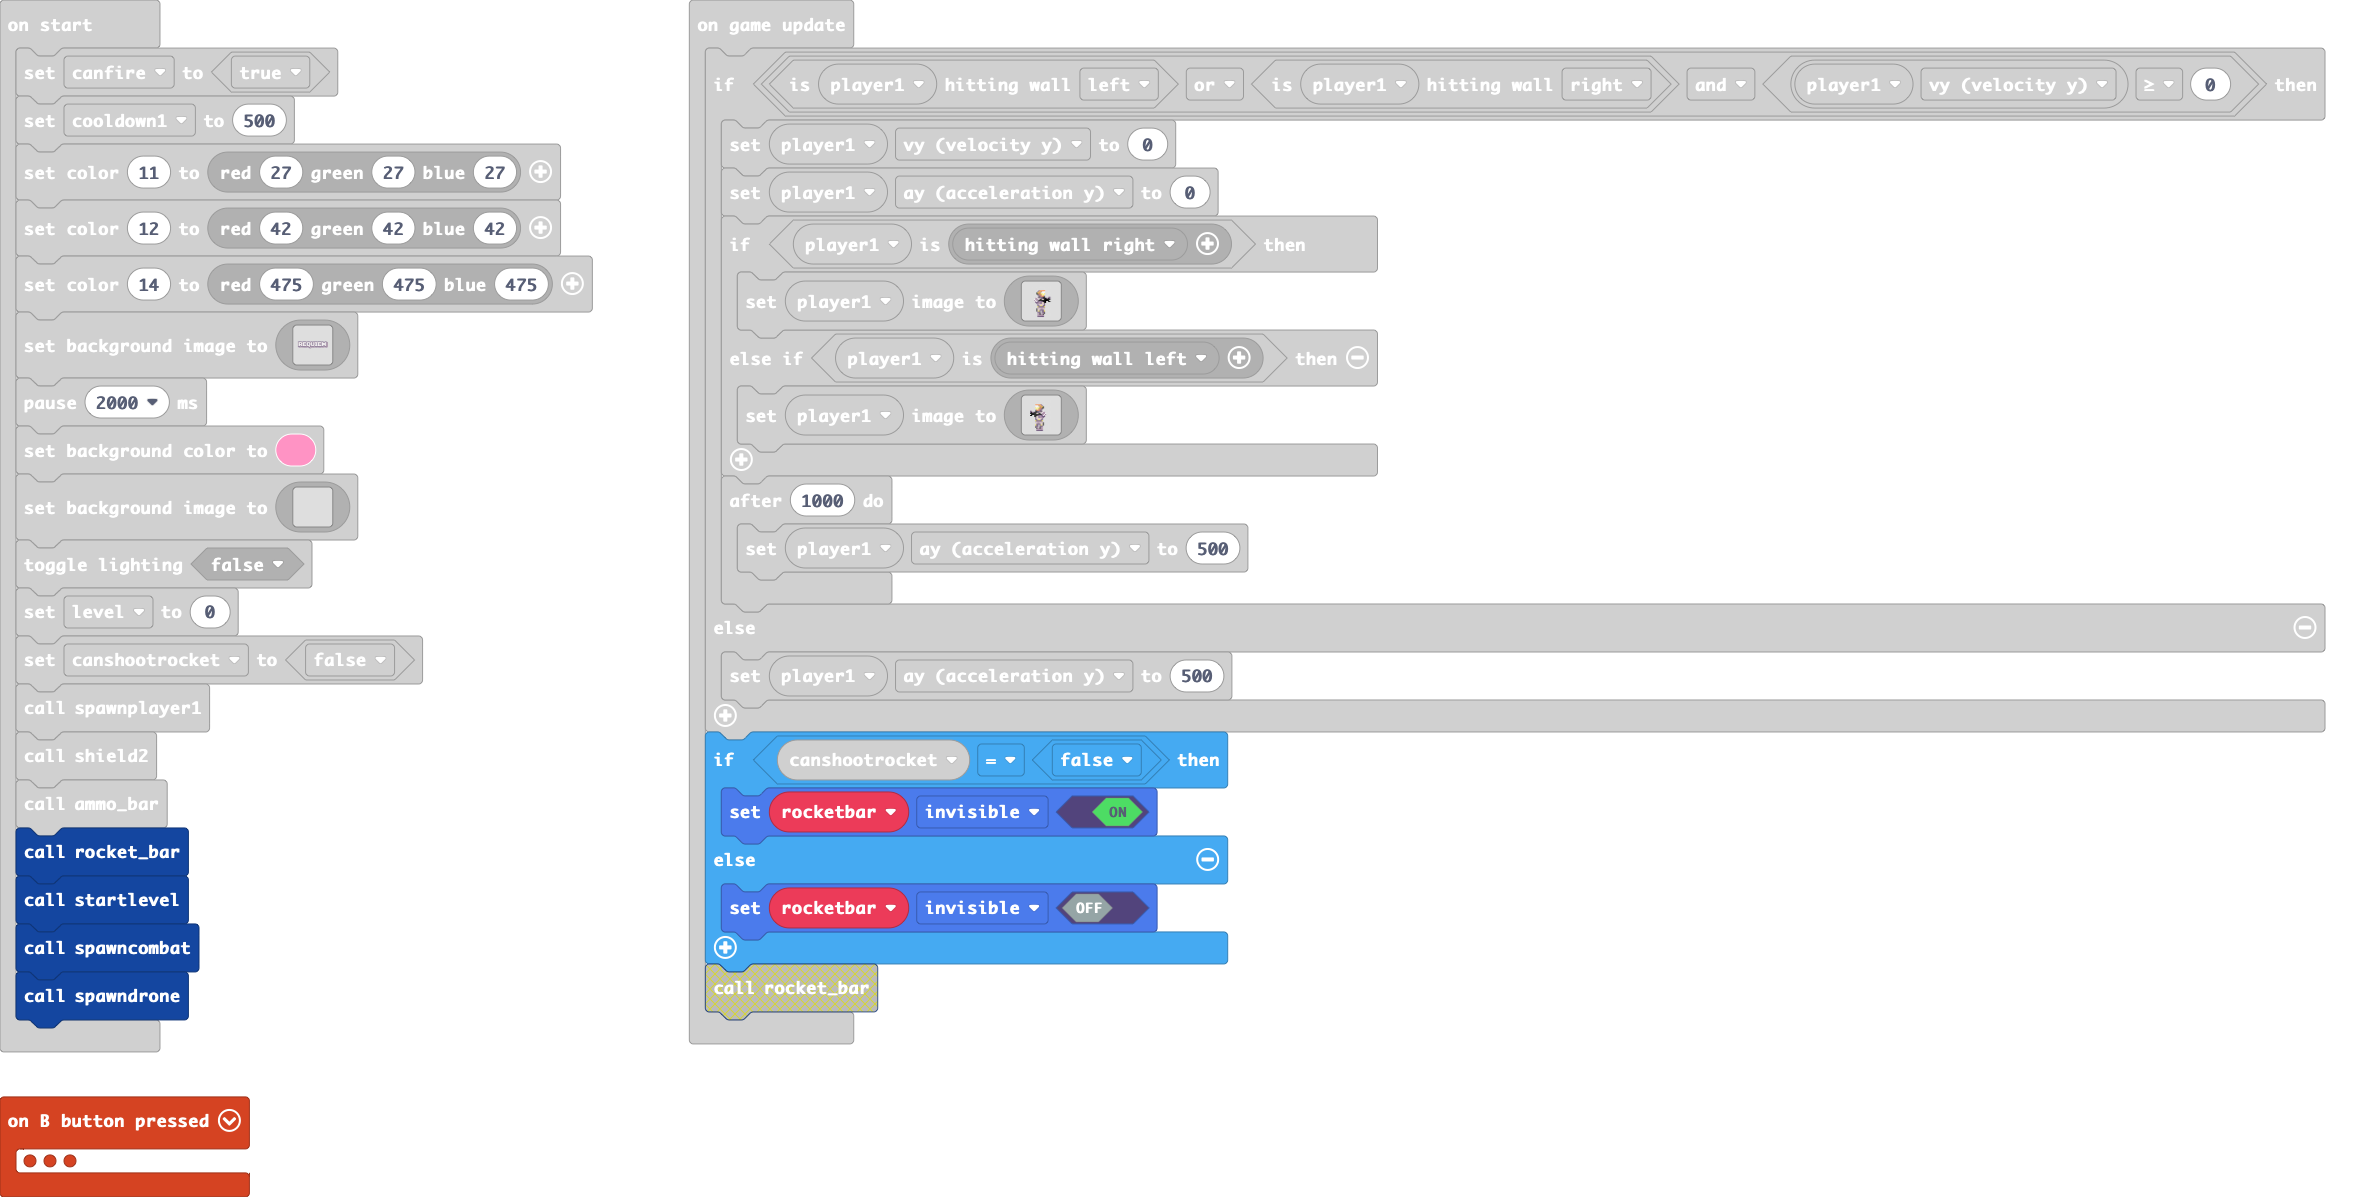 on start
set canfire to true
set cooldown1 to 500
set color 11 to red 27 green 27 blue 27
set color 12 to red 42 green 42 blue 42
set color 14 to red 475 green 475 blue 475
set background image to REQUIEM
pause 2000 ms
set background color to
set background image to
toggle lighting false
set level to 0
set canshootrocket to false
call spawnplayer1
call shield2
call ammo_bar
call rocket_bar
call startlevel
call spawncombat
call spawndrone
on B button pressed
on game update
if is player1 hitting wall left or is player1 hitting wall right and player1 vy (velocity y) ≥ 0 then
set player1 vy (velocity y) to 0
set player1 ay (acceleration y) to 0
if player1 is hitting wall right then
set player1 image to
else if player1 is hitting wall left then
set player1 image to
after 1000 do
set player1 ay (acceleration y) to 500
else
set player1 ay (acceleration y) to 500
if canshootrocket = false then
set rocketbar invisible ON
else
set rocketbar invisible OFF
call rocket_bar